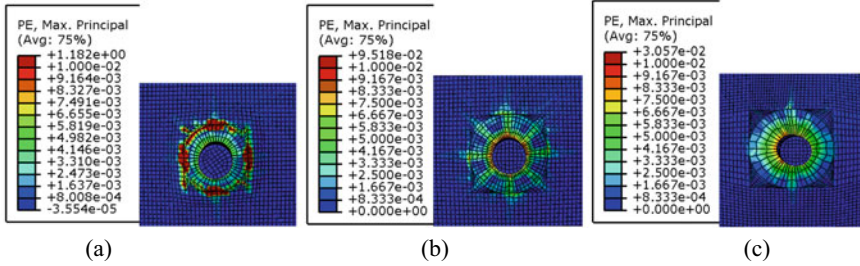 PE, Max. Principal
(Avg: 75%)
+1.182e+00
+1.000e-02
+9.164e-03
+8.327e-03
+7.491e-03
+6.655e-03
+5.819e-03
+4.982e-03
+4.146e-03
+3.310e-03
+2.473e-03
+1.637e-03
+8.008e-04
-3.554e-05
PE, Max. Principal
(Avg: 75%)
+9.518e-02
+1.000e-02
+9.167e-03
+8.333e-03
+7.500e-03
+6.667e-03
+5.833e-03
+5.000e-03
+4.167e-03
+3.333e-03
+2.500e-03
+1.667e-03
+8.333e-04
+0.000e+00
PE, Max. Principal
(Avg: 75%)
+3.057e-02
+1.000e-02
+9.167e-03
+8.333e-03
+7.500e-03
+6.667e-03
+5.833e-03
+5.000e-03
+4.167e-03
+3.333e-03
+2.500e-03
+1.667e-03
+8.333e-04
+0.000e+00
(a)
(b)
(c)